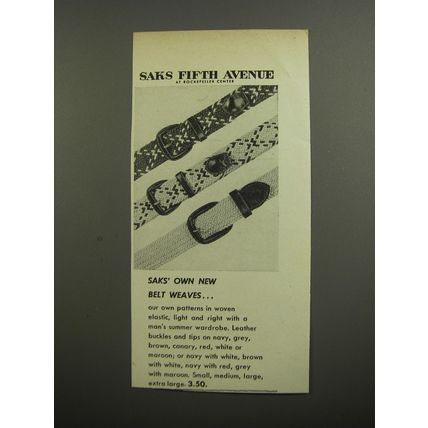 SAKS FIFTH AVENUE
AT ROCKEFELLER CENTER
SAKS' OWN NEW
BELT WEAVES...
our own patterns in woven
elastic, light and right with a
man's summer wardrobe. Leather
buckles and tips on navy, grey,
brown, canary, red, white or
maroon; or navy with white, brown
with white, navy with red, grey
with maroon. Small, medium, large,
extra large. 3.50.